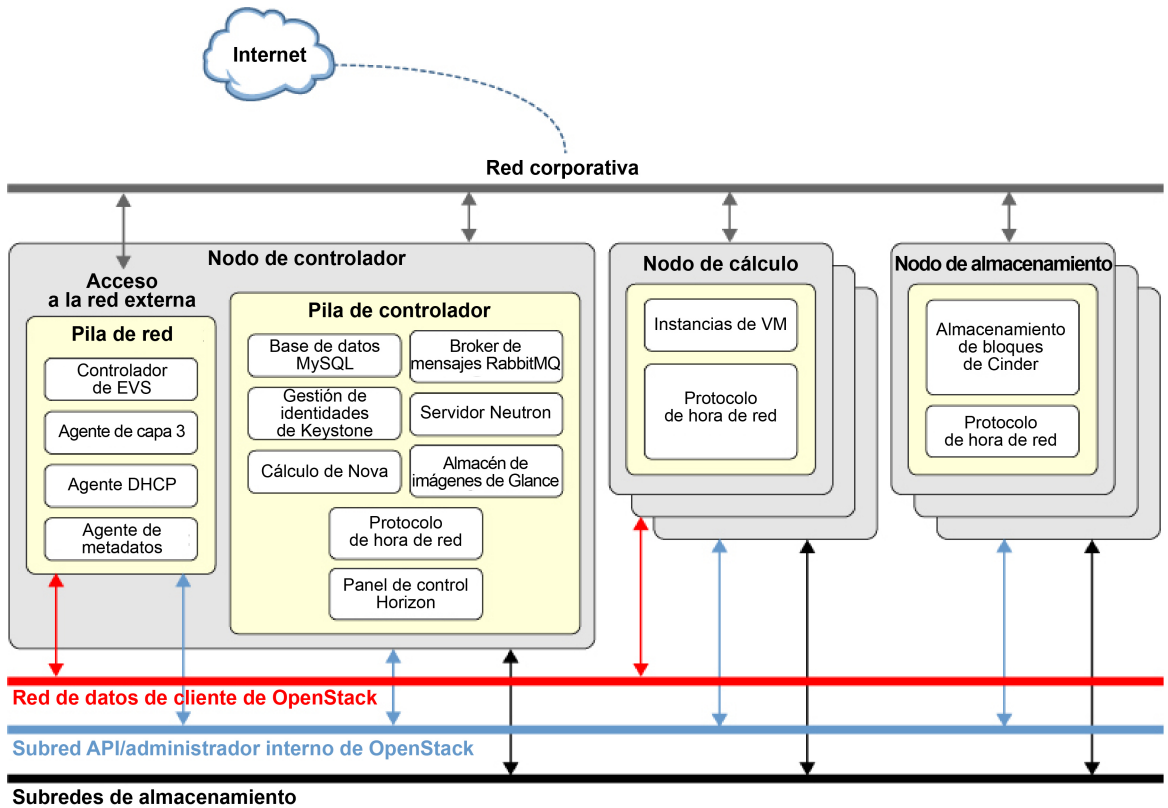 Internet
Red corporativa
Nodo de controlador
Acceso
a la red externa
Pila de red
Controlador
de EVS
Agente de capa 3
Agente DHCP
Agente de
metadatos
Pila de controlador
Base de datos
MySQL
Broker de
mensajes RabbitMQ
Gestión de
identidades
de Keystone
Servidor Neutron
Cálculo de Nova
Almacén de
imágenes de Glance
Protocolo
de hora de red
Panel de control
Horizon
Nodo de cálculo
Instancias de VM
Protocolo
de hora de red
Nodo de almacenamiento
Almacenamiento
de bloques
de Cinder
Protocolo
de hora de red
Red de datos de cliente de OpenStack
Subred API/administrador interno de OpenStack
Subredes de almacenamiento